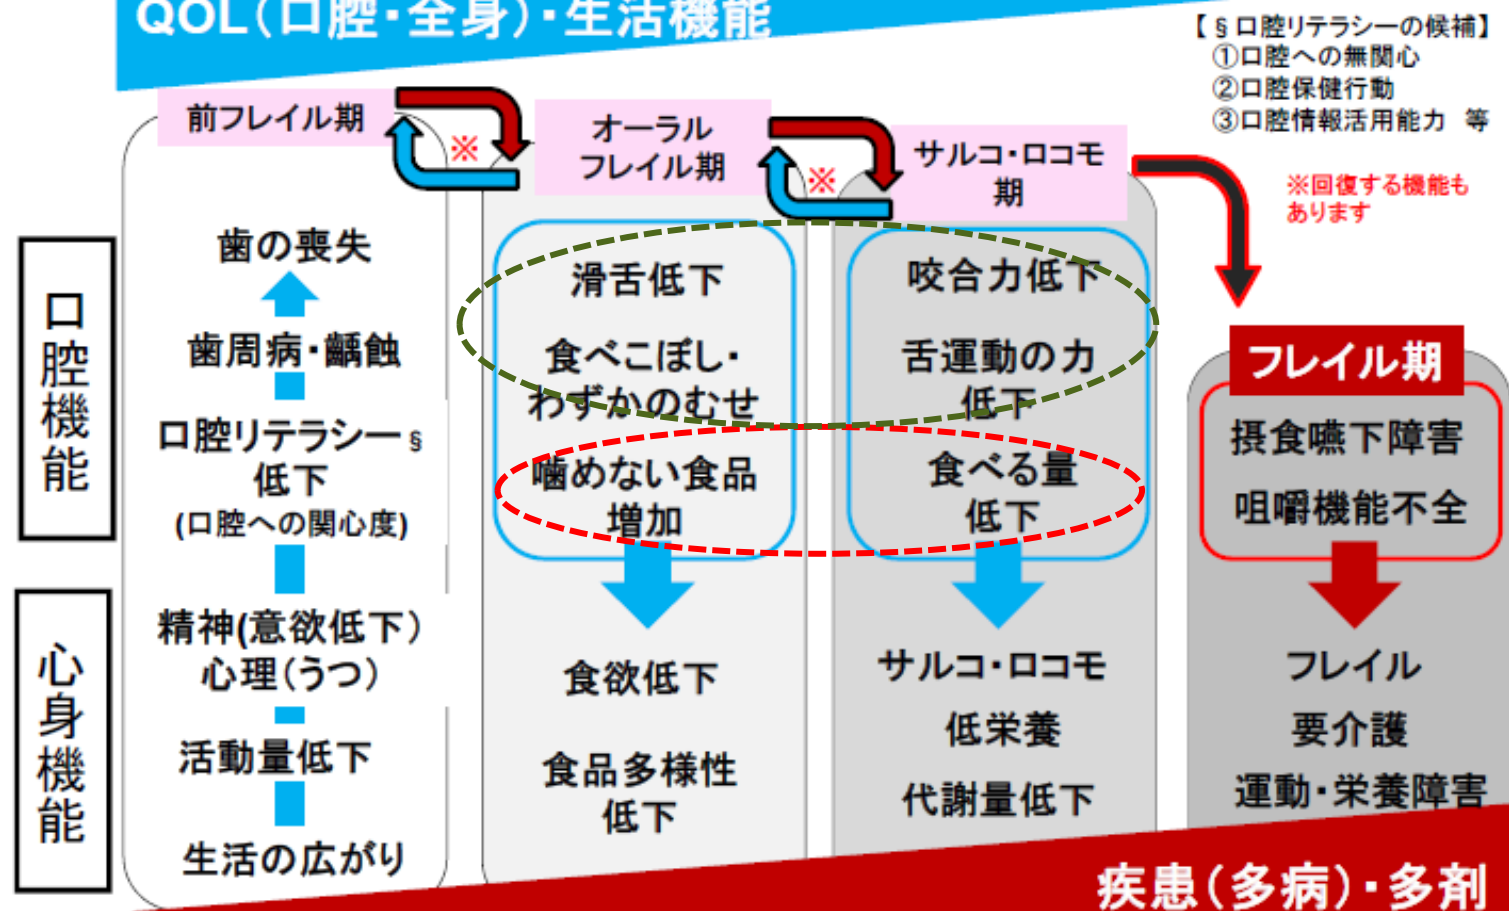 QOL(口腔・全身)・生活機能
【§口腔リテラシーの候補】
①口腔への無関心
②口腔保健行動
③口腔情報活用能力 等
※回復する機能も
あります
口腔機能
心身機能
前フレイル期
※
歯の喪失
歯周病・齲蝕
口腔リテラシー§
低下
(口腔への関心度)
精神(意欲低下)
心理(うつ)
活動量低下
生活の広がり
オーラル
フレイル期
※
滑舌低下
食べこぼし・
わずかのむせ
噛めない食品
増加
食欲低下
食品多様性
低下
サルコ・ロコモ
期
咬合力低下
舌運動の力
低下
食べる量
低下
サルコ・ロコモ
低栄養
代謝量低下
フレイル期
摂食嚥下障害
咀嚼機能不全
フレイル
要介護
運動・栄養障害
疾患(多病)・多剤